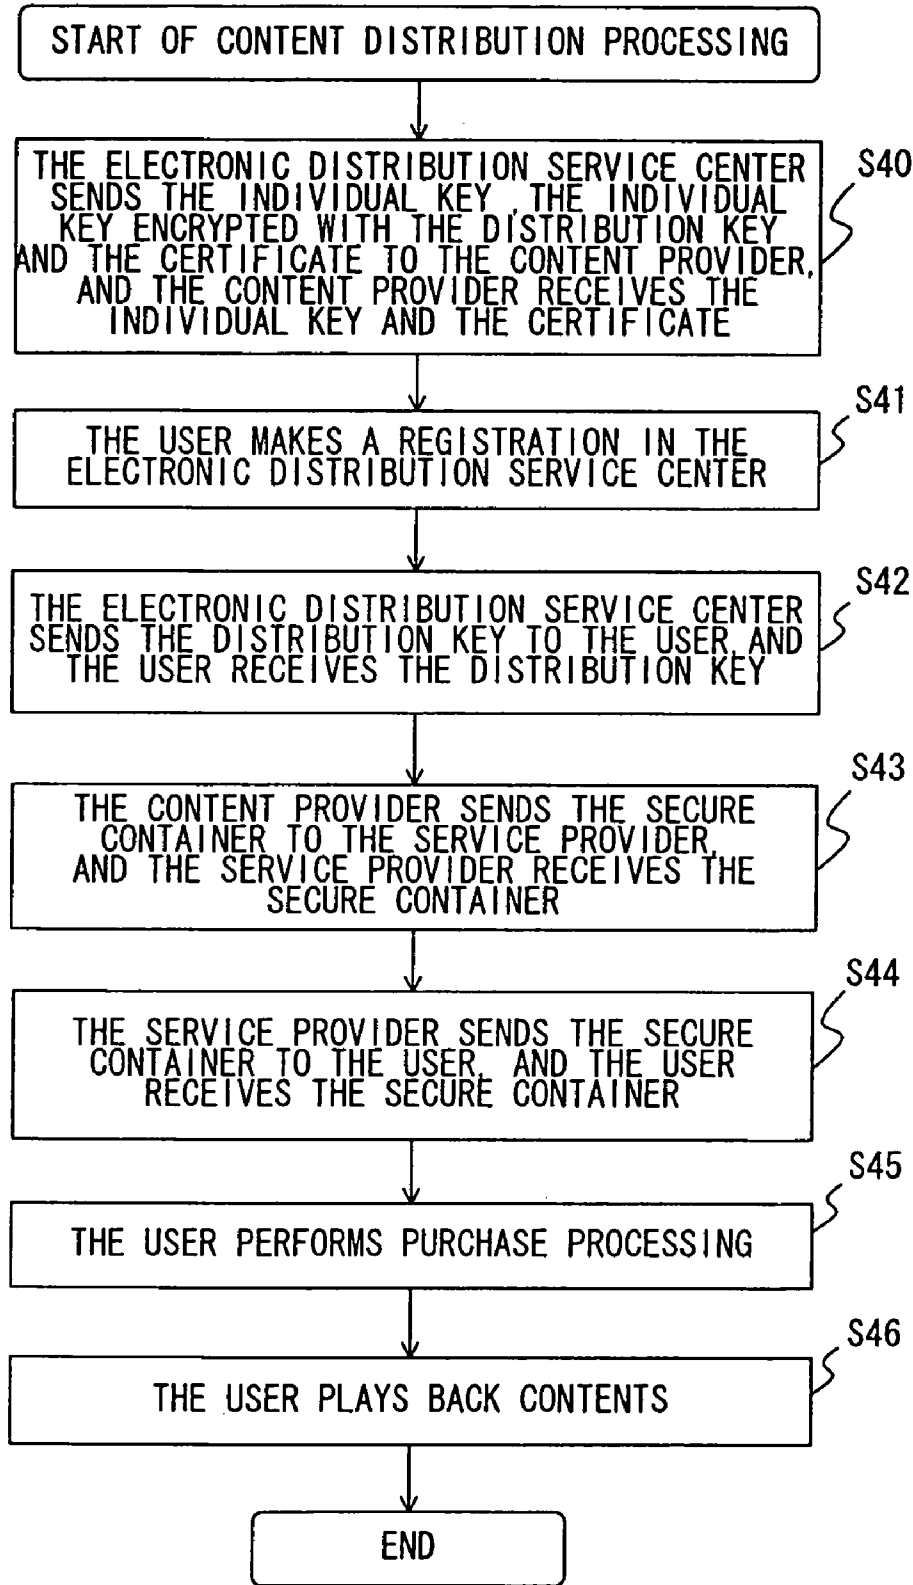 START OF CONTENT DISTRIBUTION PROCESSING
THE ELECTRONIC DISTRIBUTION SERVICE CENTER
SENDS THE INDIVIDUAL KEY, THE INDIVIDUAL
KEY ENCRYPTED WITH THE DISTRIBUTION KEY
AND THE CERTIFICATE TO THE CONTENT PROVIDER,
AND THE CONTENT PROVIDER RECEIVES THE
INDIVIDUAL KEY AND THE CERTIFICATE
S40
THE USER MAKES A REGISTRATION IN THE
ELECTRONIC DISTRIBUTION SERVICE CENTER
S41
THE ELECTRONIC DISTRIBUTION SERVICE CENTER
SENDS THE DISTRIBUTION KEY TO THE USER, AND
THE USER RECEIVES THE DISTRIBUTION KEY
S42
THE CONTENT PROVIDER SENDS THE SECURE
CONTAINER TO THE SERVICE PROVIDER,
AND THE SERVICE PROVIDER RECEIVES THE
SECURE CONTAINER
S43
THE SERVICE PROVIDER SENDS THE SECURE
CONTAINER TO THE USER, AND THE USER
RECEIVES THE SECURE CONTAINER
S44
THE USER PERFORMS PURCHASE PROCESSING
S45
THE USER PLAYS BACK CONTENTS
S46
END